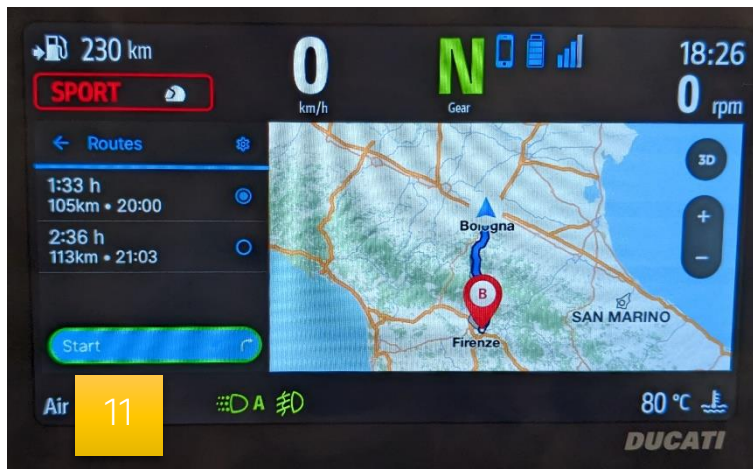 230 km
SPORT
0
km/h
N
Gear
18:26
0 rpm
Routes
1:33 h
105km • 20:00
2:36 h
113km • 21:03
Start
3D
+
−
Bologna
B
SAN MARINO
Firenze
Air
11
A
80 °C
DUCATI